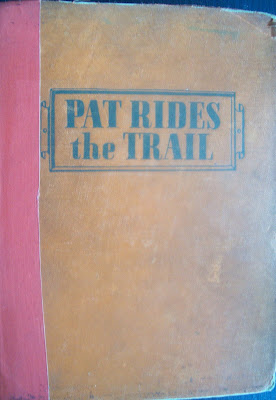 PAT RIDES
the TRAIL